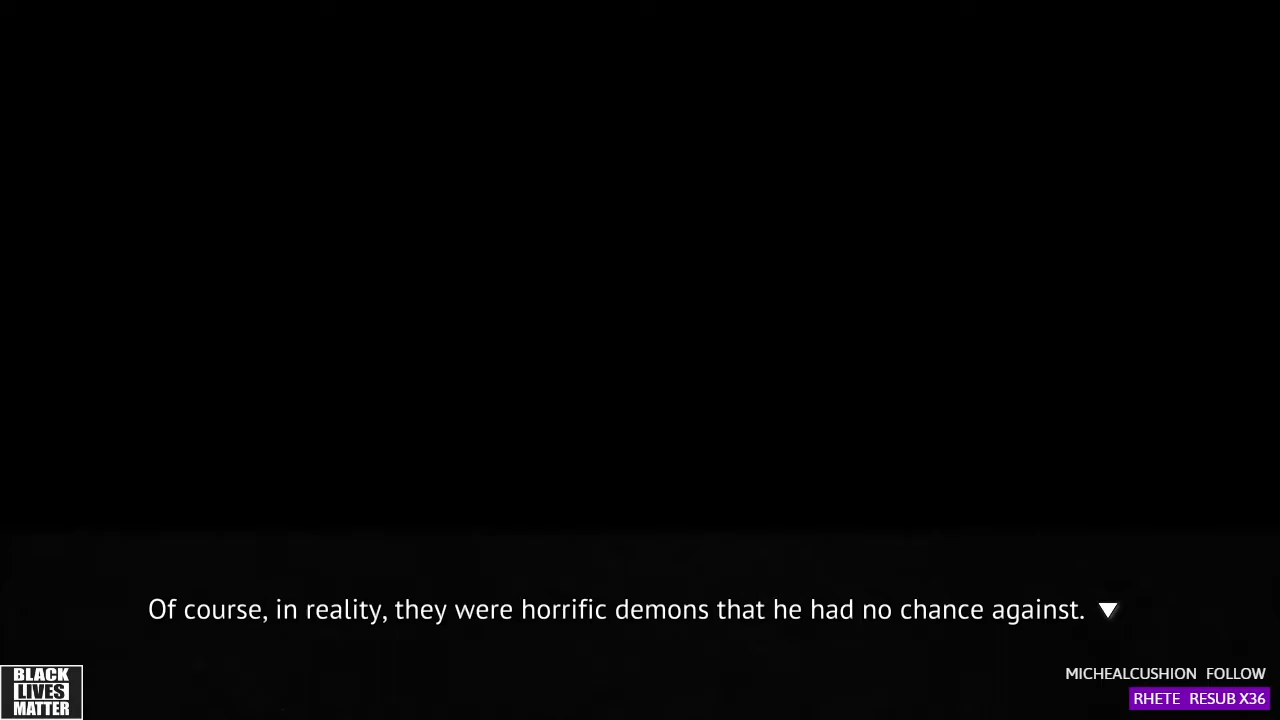 Of course, in reality, they were horrific demons that he had no chance against.
BLACK
LIVES
MATTER
MICHEALCUSHION FOLLOW
RHETE RESUB X36